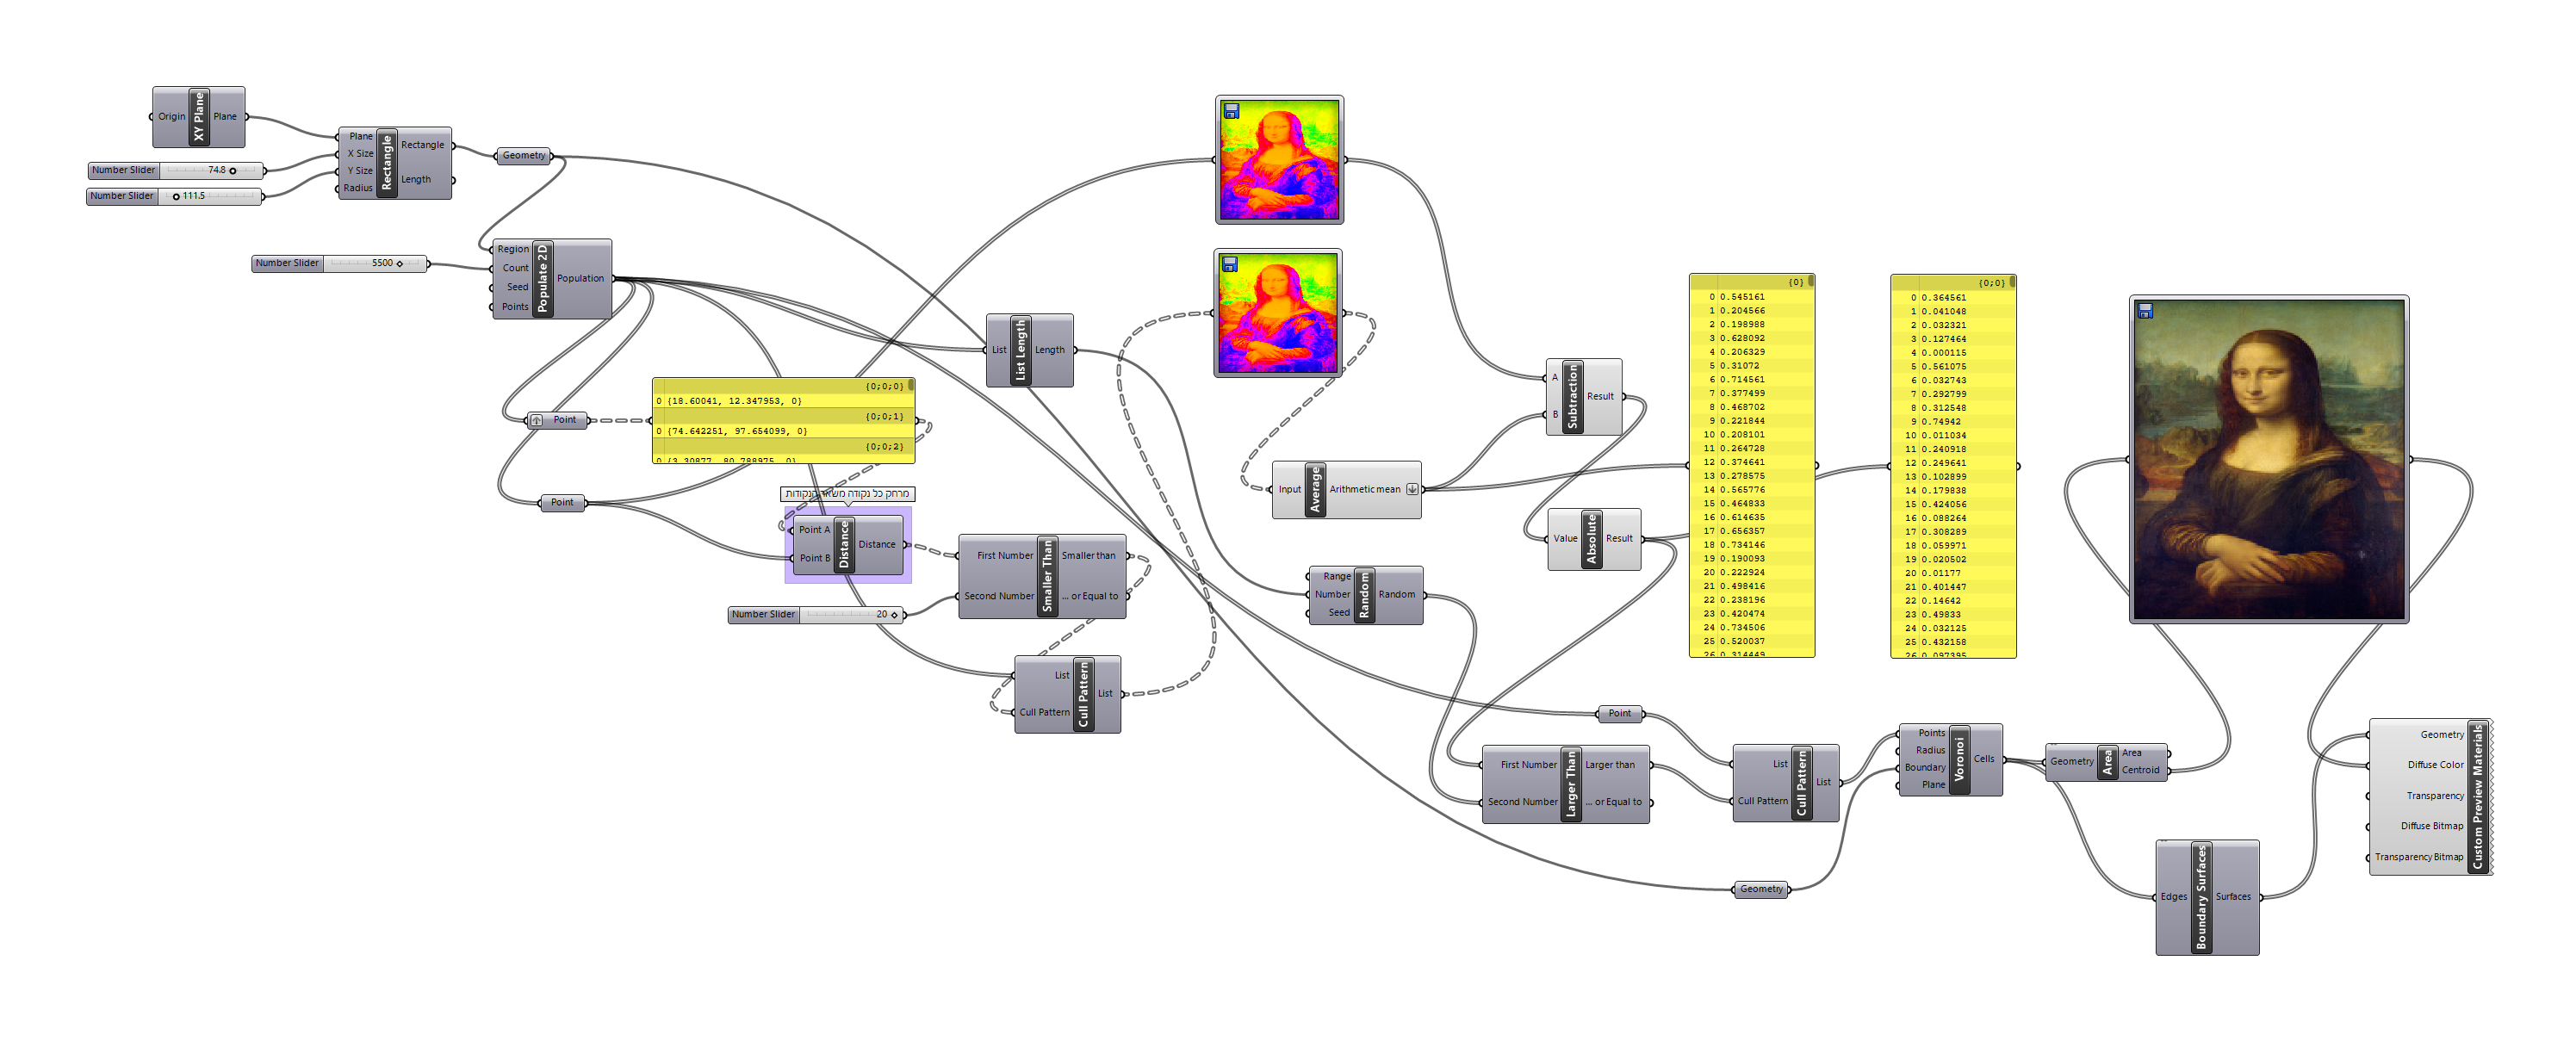 Origin
XY Plane
Plane
Number Slider
74.8
Number Slider
111.5
Plane
X Size
Y Size
Radius
Rectangle
Rectangle
Length
Geometry
Number Slider
5500
Region
Count
Seed
Points
Populate 2D
Population
Point
Point
{0;0;0}
0 {18.60041, 12.347953, 0}
{0;0;1}
0 {74.642251, 97.654099, 0}
{0;0;2}
0 {3.30877, 80.788975, 0}
מרחק כל נקודה משאר הנקודות
Point A
Point B
Distance
Distance
Number Slider
20
First Number
Second Number
Smaller Than
Smaller than
... or Equal to
List
Cull Pattern
Cull Pattern
List
List
List Length
Length
Input
Average
Arithmetic mean
Range
Number
Seed
Random
Random
A
B
Subtraction
Result
Value
Absolute
Result
{0}
0 0.545161
1 0.204566
2 0.198988
3 0.628092
4 0.206329
5 0.31072
6 0.714561
7 0.377499
8 0.468702
9 0.221844
10 0.208101
11 0.264728
12 0.374641
13 0.278575
14 0.565776
15 0.464833
16 0.614635
17 0.656357
18 0.734146
19 0.190093
20 0.222924
21 0.498416
22 0.238196
23 0.420474
24 0.734506
25 0.520037
26 0.314449
{0;0}
0 0.364561
1 0.041048
2 0.032321
3 0.127464
4 0.000115
5 0.561075
6 0.032743
7 0.292799
8 0.312548
9 0.74942
10 0.011034
11 0.240918
12 0.249641
13 0.102899
14 0.179838
15 0.424056
16 0.088264
17 0.308289
18 0.059971
19 0.020502
20 0.01177
21 0.401447
22 0.14642
23 0.49833
24 0.032125
25 0.432158
26 0.097395
Point
First Number
Second Number
Larger Than
Larger than
... or Equal to
List
Cull Pattern
Cull Pattern
List
Geometry
Points
Radius
Boundary
Plane
Voronoi
Cells
Geometry
Area
Area
Centroid
Edges
Boundary Surfaces
Surfaces
Geometry
Diffuse Color
Transparency
Diffuse Bitmap
Transparency Bitmap
Custom Preview Materials